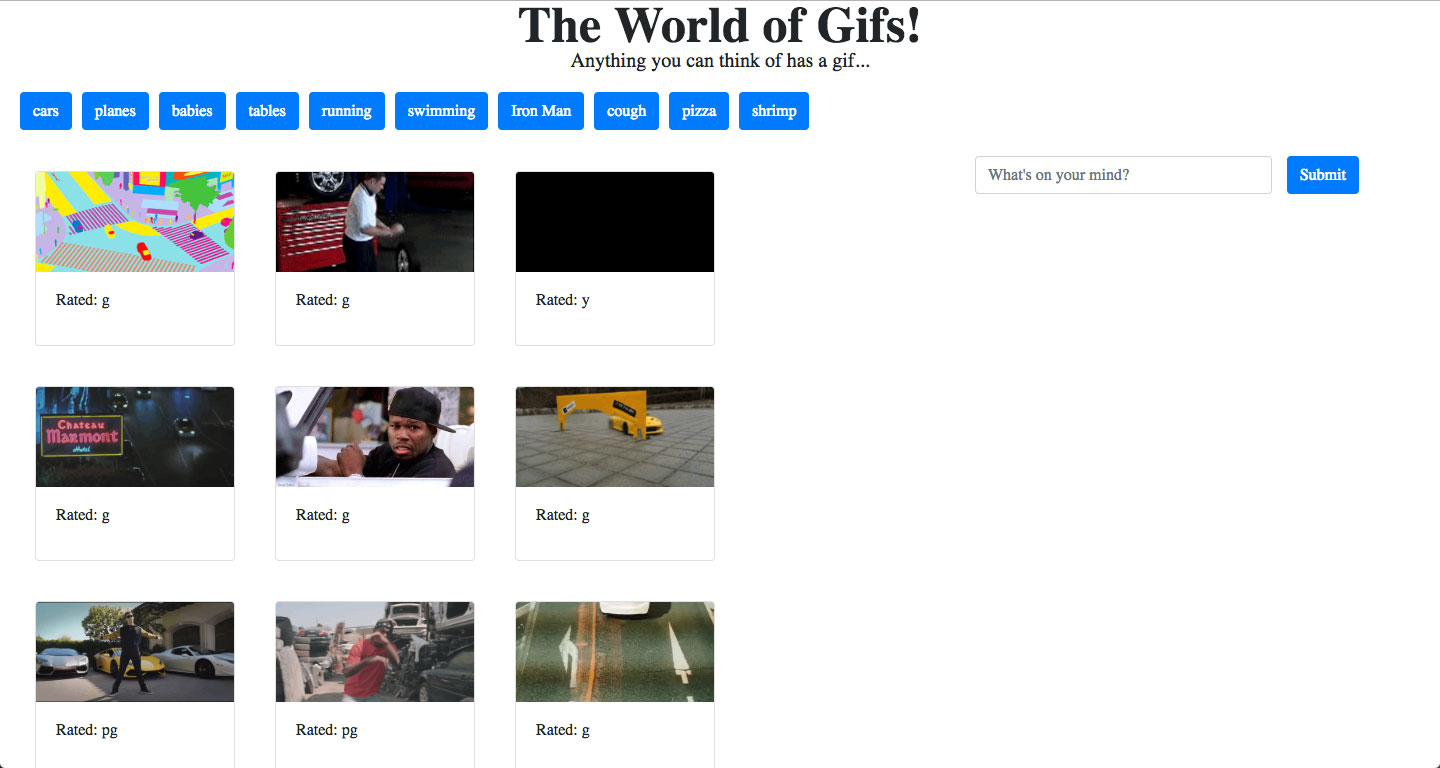 The World of Gifs!
Anything you can think of has a gif...
cars planes babies tables running swimming Iron Man cough pizza shrimp
What's on your mind? Submit
Rated: g Rated: g Rated: y
Chateau
Marmont
Hotel
Rated: g Rated: g Rated: g
Rated: pg Rated: pg Rated: g